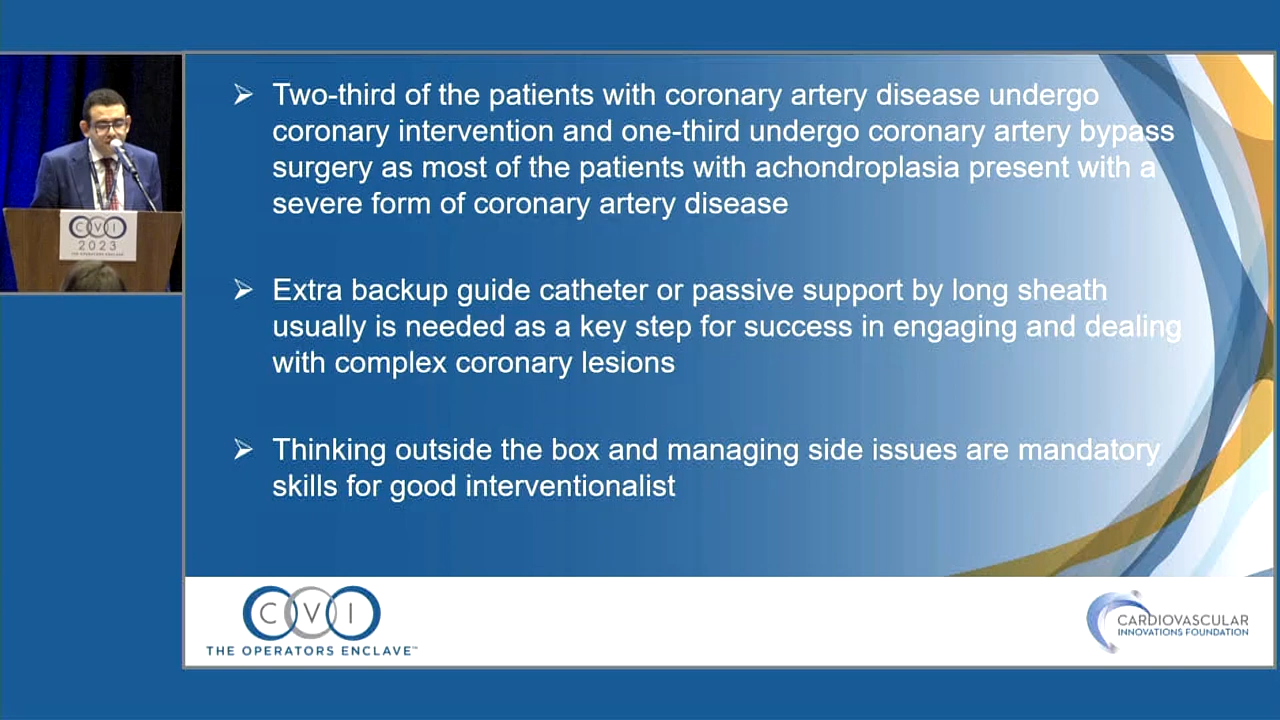 Two-third of the patients with coronary artery disease undergo
coronary intervention and one-third undergo coronary artery bypass
surgery as most of the patients with achondroplasia present with a
severe form of coronary artery disease
Extra backup guide catheter or passive support by long sheath
usually is needed as a key step for success in engaging and dealing
with complex coronary lesions
Thinking outside the box and managing side issues are mandatory
skills for good interventionalist
CVI
2023
THE OPERATORS ENCLAVE
CVI
THE OPERATORS ENCLAVE™
CARDIOVASCULAR
INNOVATIONS FOUNDATION